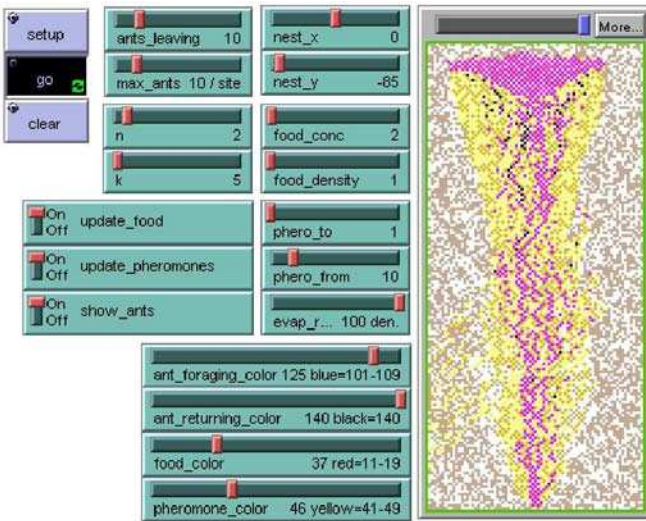 setup
go
clear
ants_leaving 10
nest_x 0
max_ants 10 / site
nest_y -85
n 2
food_conc 2
k 5
food_density 1
On
Off
update_food
phero_to 1
On
Off
update_pheromones
phero_from 10
On
Off
show_ants
evap_r... 100 den.
ant_foraging_color 125 blue=101-109
ant_returning_color 140 black=140
food_color 37 red=11-19
pheromone_color 46 yellow=41-49
More...